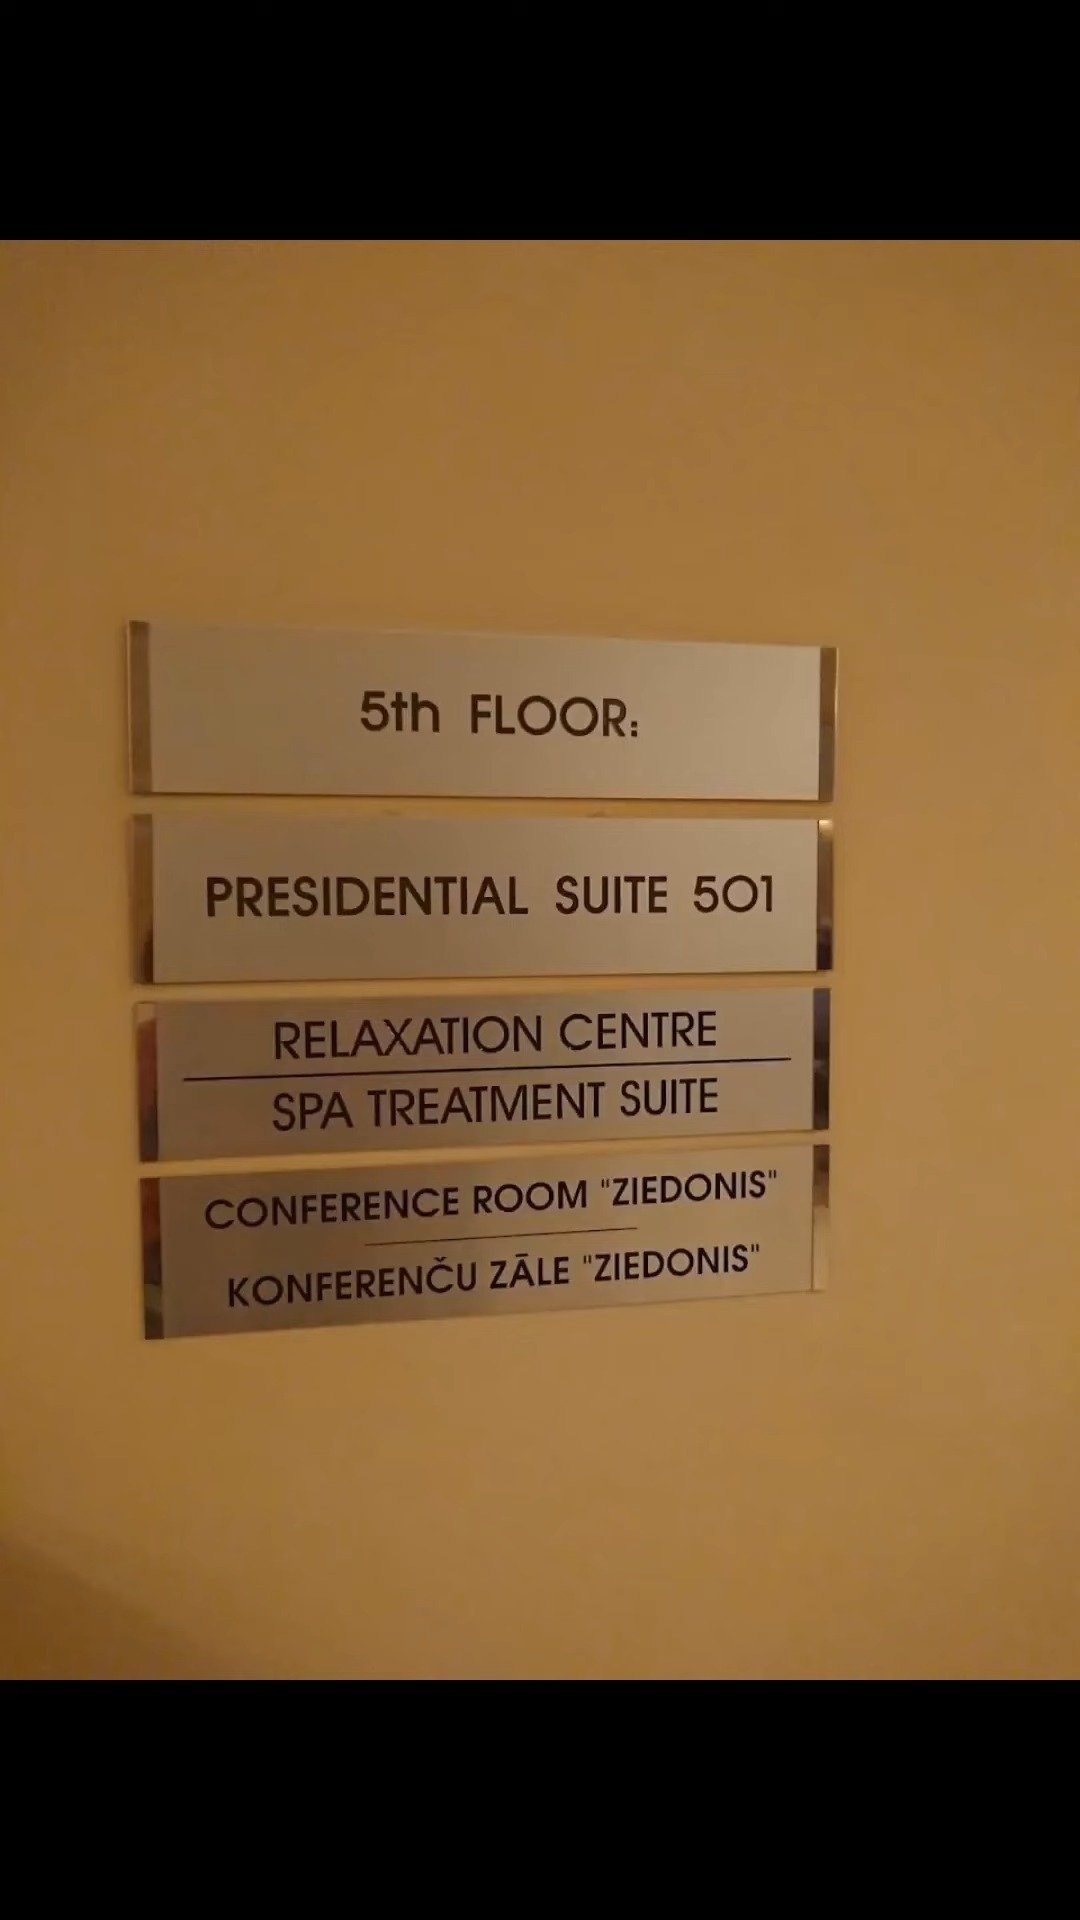 5th FLOOR:
PRESIDENTIAL SUITE 501
RELAXATION CENTRE
SPA TREATMENT SUITE
CONFERENCE ROOM "ZIEDONIS"
KONFERENČU ZĀLE "ZIEDONIS"